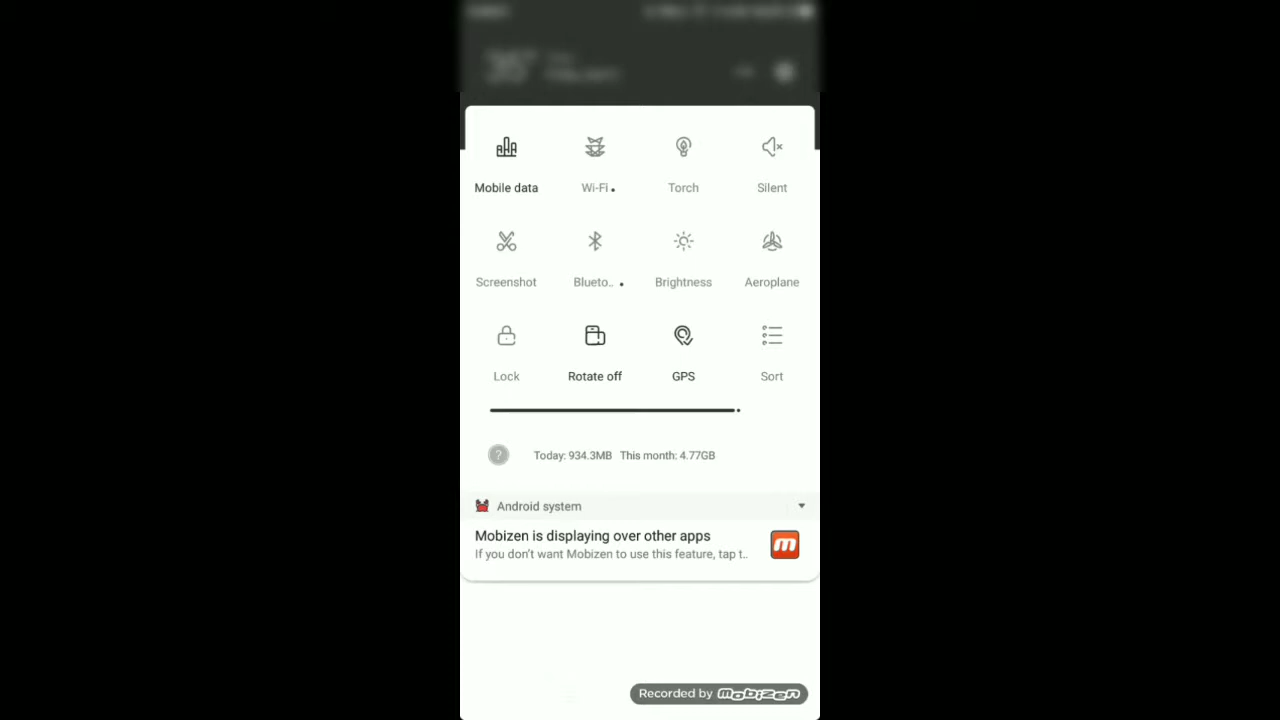 Mobile data Wi-Fi Torch Silent
Screenshot Blueto.. Brightness Aeroplane
Lock Rotate off GPS Sort
? Today: 934.3MB This month: 4.77GB
Android system
Mobizen is displaying over other apps
If you don't want Mobizen to use this feature, tap t..
m
Recorded by mobizen